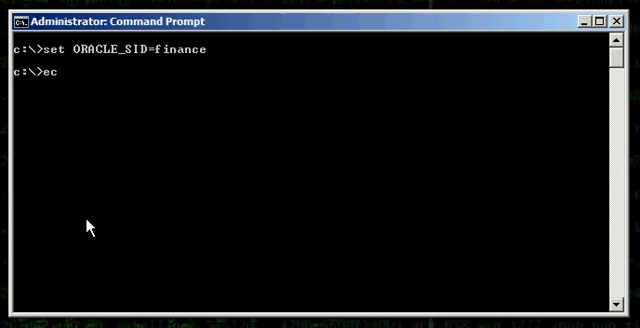 Administrator: Command Prompt
c:\>set ORACLE_SID=finance
c:\>ec